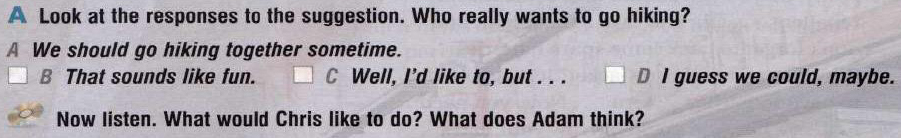 A Look at the responses to the suggestion. Who really wants to go hiking?
A We should go hiking together sometime.
B That sounds like fun. C Well, I'd like to, but . . . D I guess we could, maybe.
Now listen. What would Chris like to do? What does Adam think?